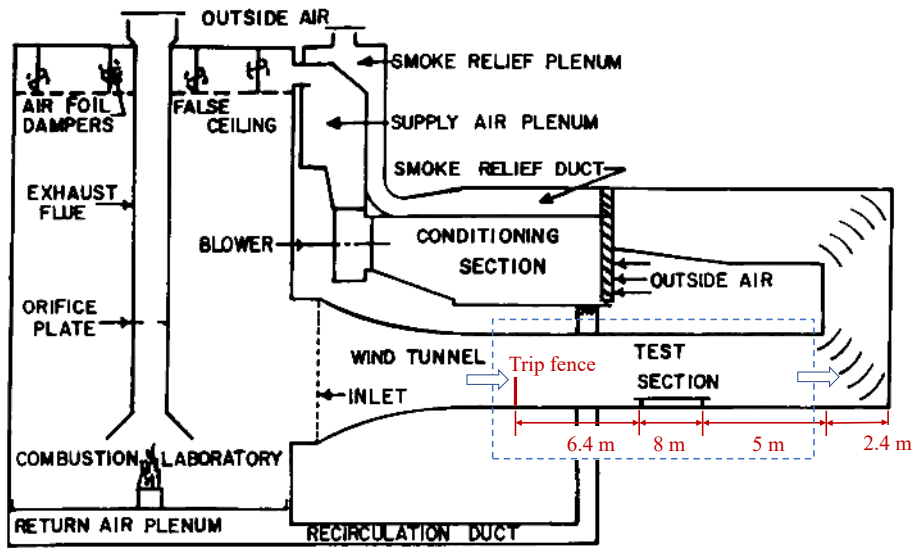 OUTSIDE AIR
SMOKE RELIEF PLENUM
AIR FOIL
DAMPERS
FALSE
CEILING
SUPPLY AIR PLENUM
SMOKE RELIEF DUCT
EXHAUST
FLUE
BLOWER
CONDITIONING
SECTION
OUTSIDE AIR
ORIFICE
PLATE
WIND TUNNEL
TEST
SECTION
Trip fence
INLET
6.4 m
8 m
5 m
2.4 m
COMBUSTION LABORATORY
RETURN AIR PLENUM
RECIRCULATION DUCT